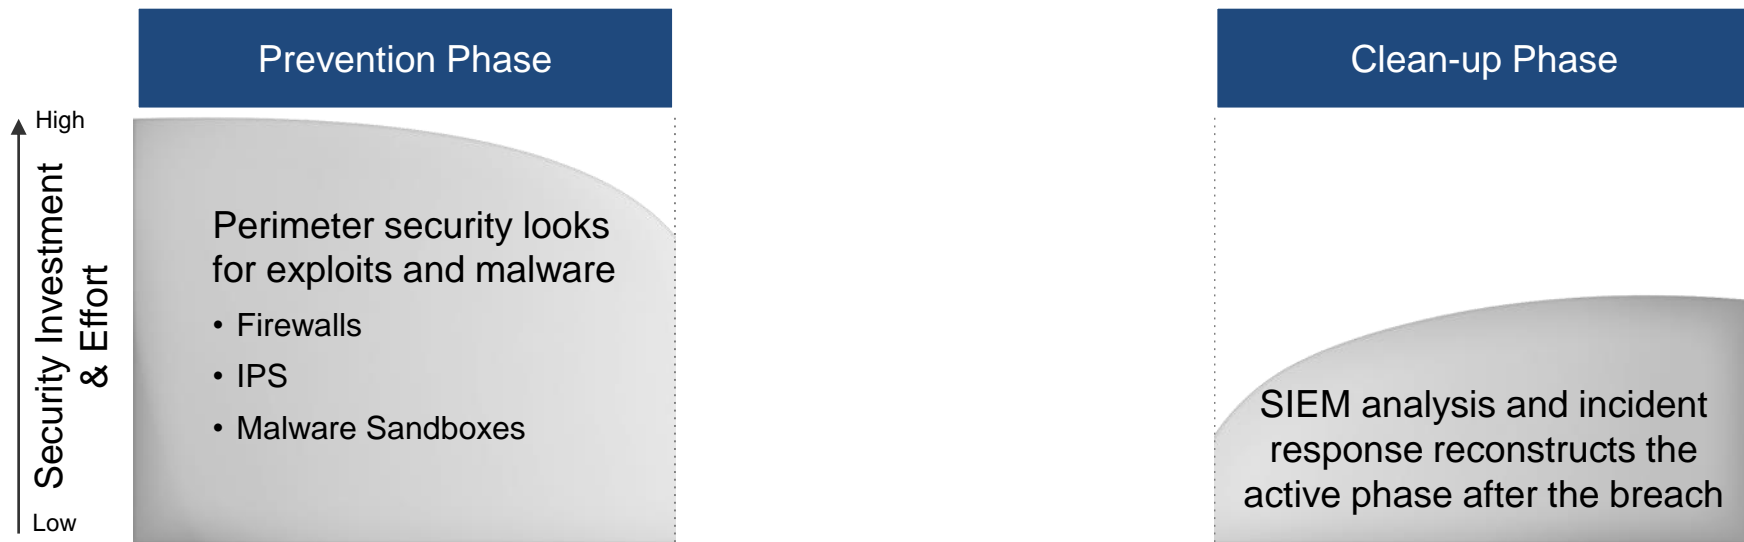 Prevention Phase
Clean-up Phase
High
Security Investment
& Effort
Low
Perimeter security looks
for exploits and malware
• Firewalls
• IPS
• Malware Sandboxes
SIEM analysis and incident
response reconstructs the
active phase after the breach